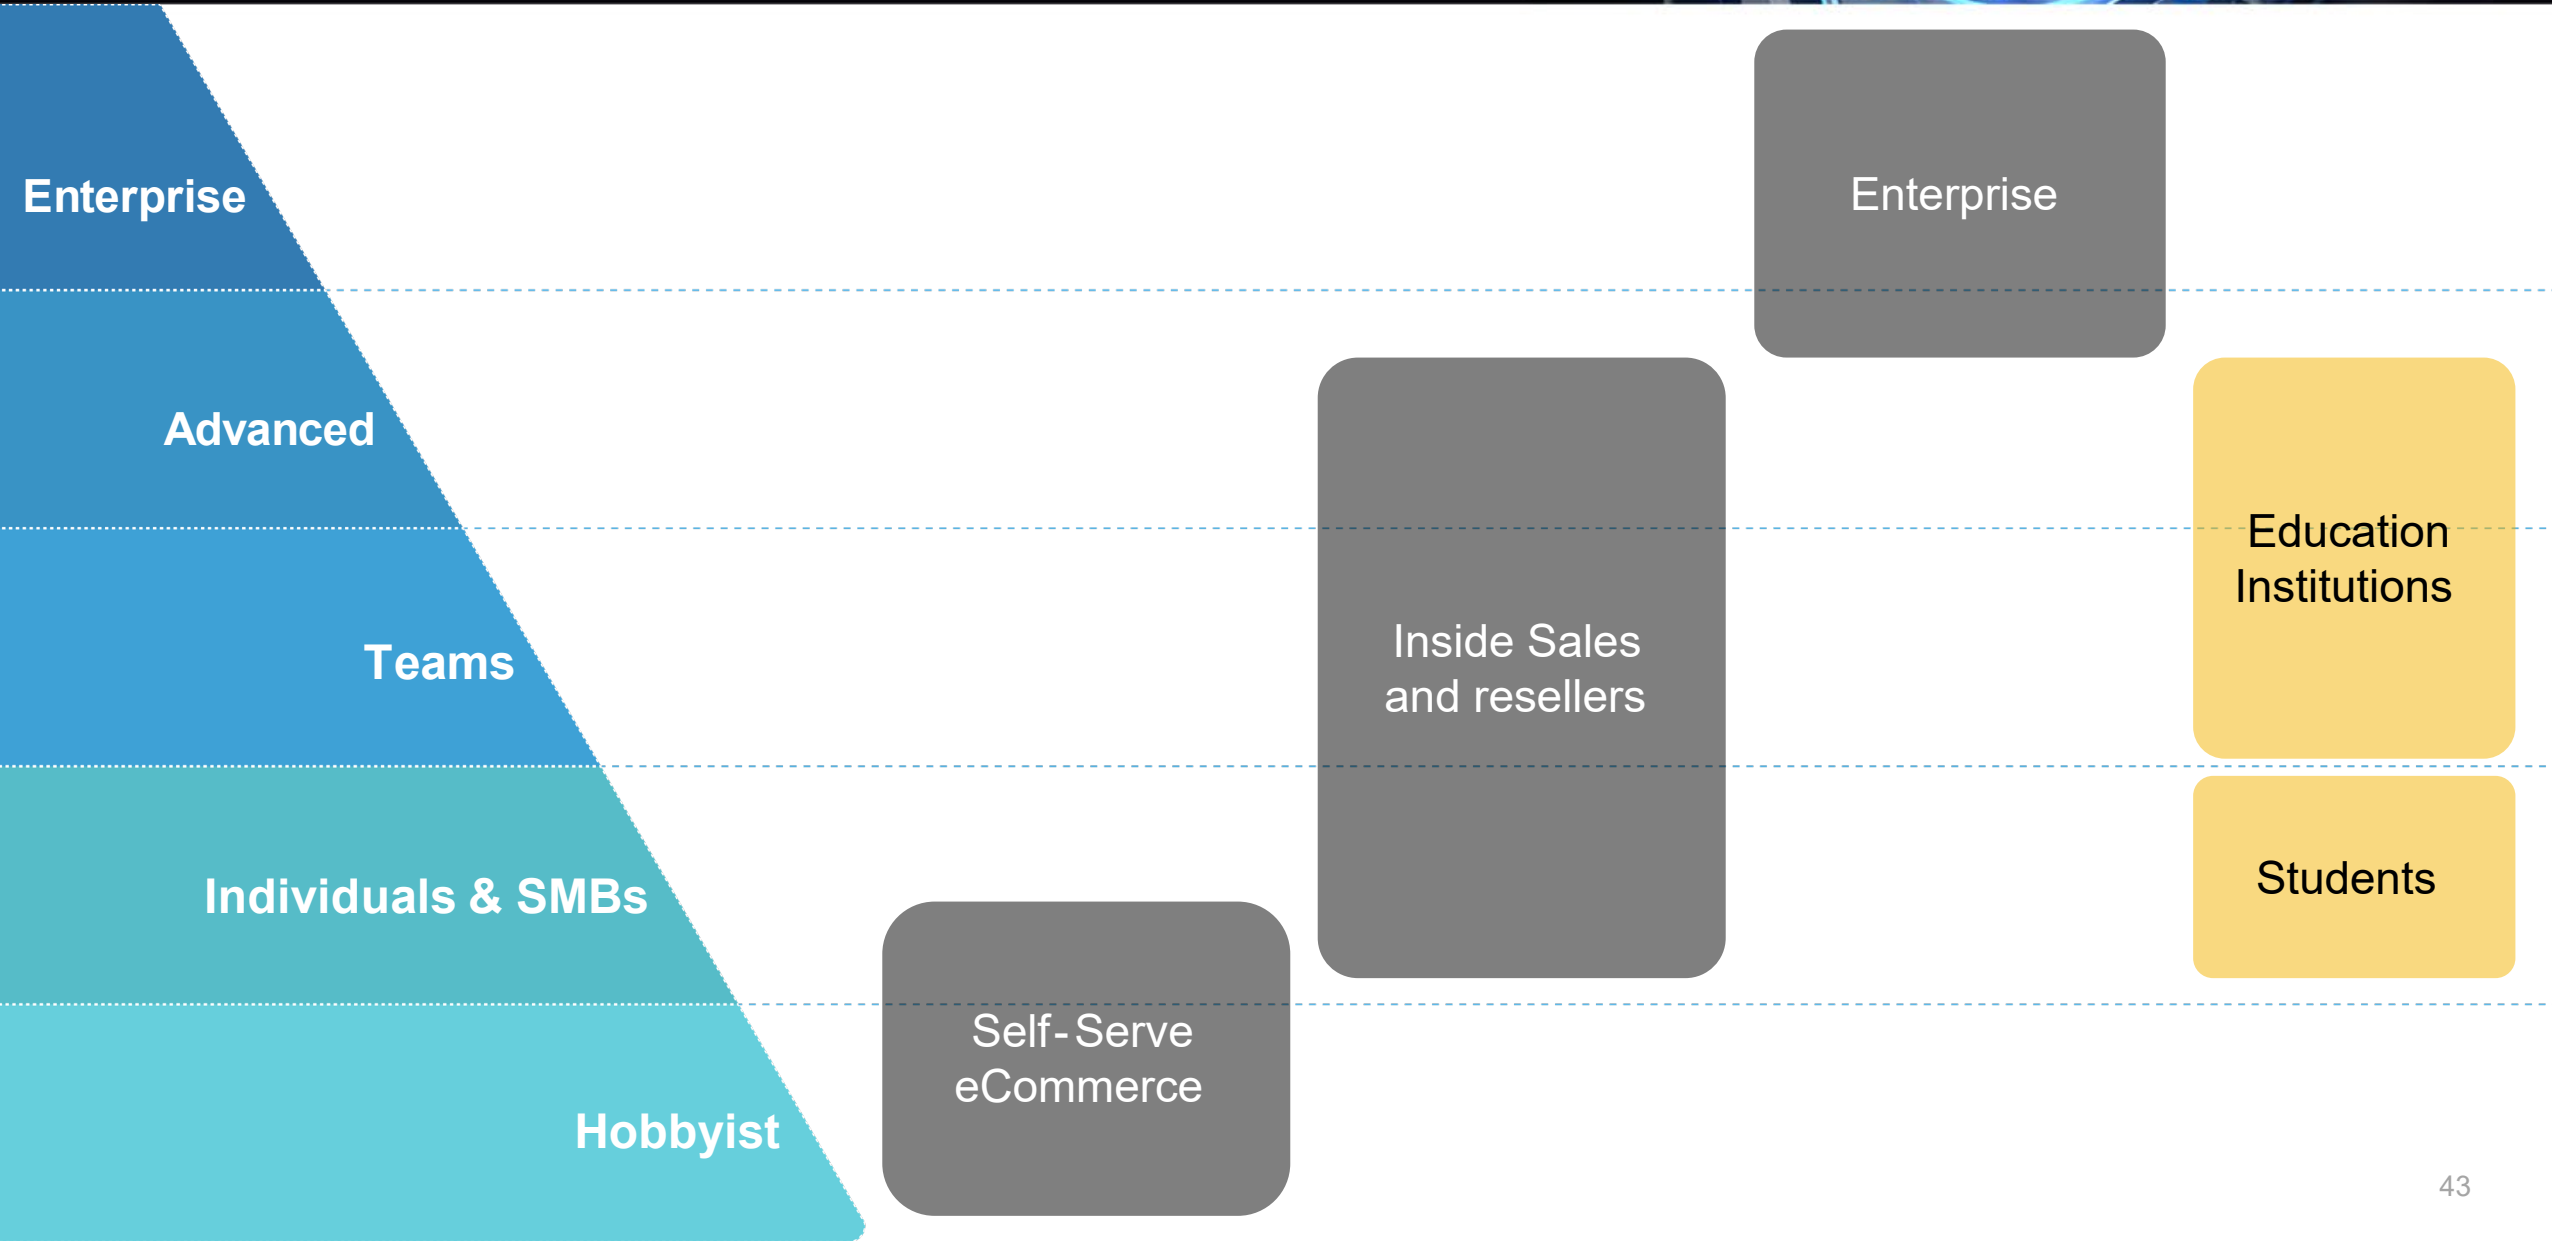 Enterprise
Advanced
Teams
Individuals & SMBs
Hobbyist
Self-Serve
eCommerce
Inside Sales
and resellers
Enterprise
Education
Institutions
Students
43